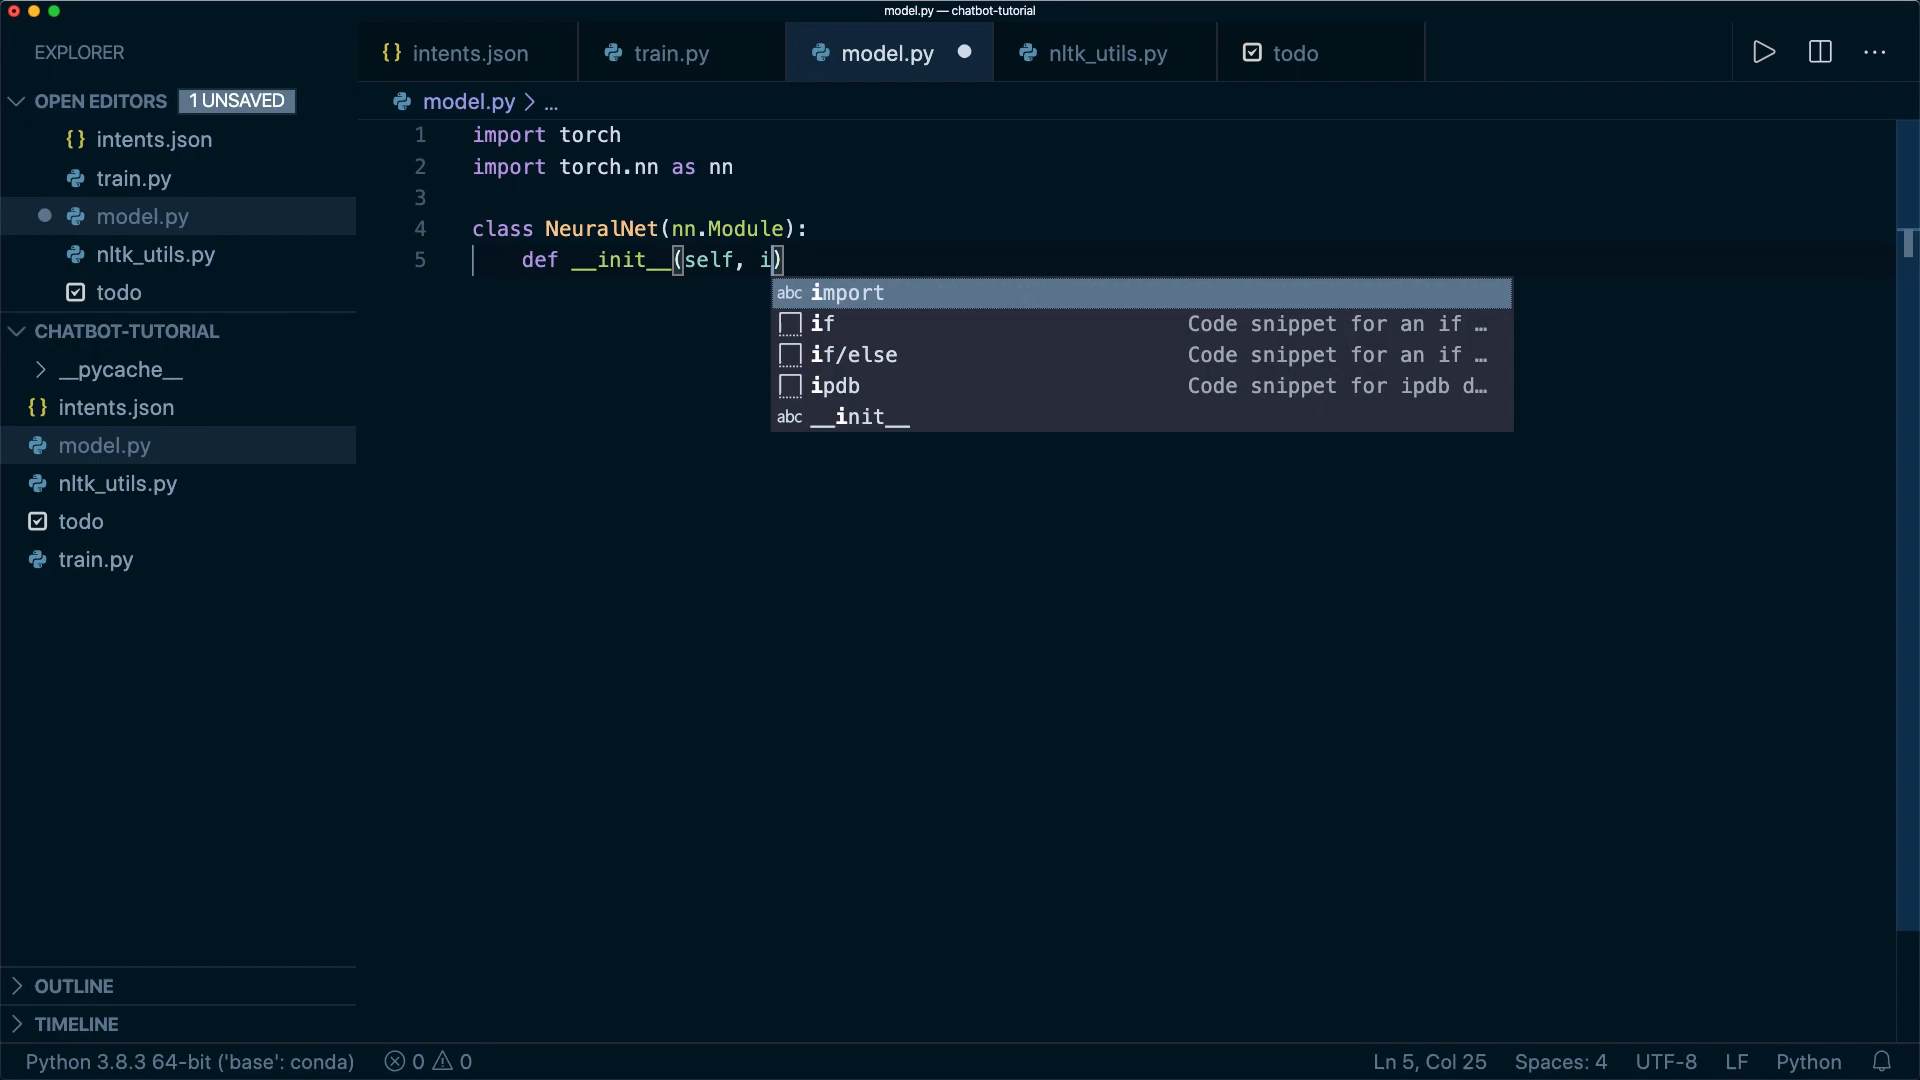 model.py — chatbot-tutorial
EXPLORER
OPEN EDITORS 1 UNSAVED
intents.json
train.py
model.py
nltk_utils.py
todo
CHATBOT-TUTORIAL
__pycache__
intents.json
model.py
nltk_utils.py
todo
train.py
OUTLINE
TIMELINE
intents.json train.py model.py nltk_utils.py todo
model.py > ...
1 import torch
2 import torch.nn as nn
3
4 class NeuralNet(nn.Module):
5 def __init__(self, i)
abc import
if Code snippet for an if …
if/else Code snippet for an if …
ipdb Code snippet for ipdb d…
abc __init__
Python 3.8.3 64-bit ('base': conda) 0 0 Ln 5, Col 25 Spaces: 4 UTF-8 LF Python